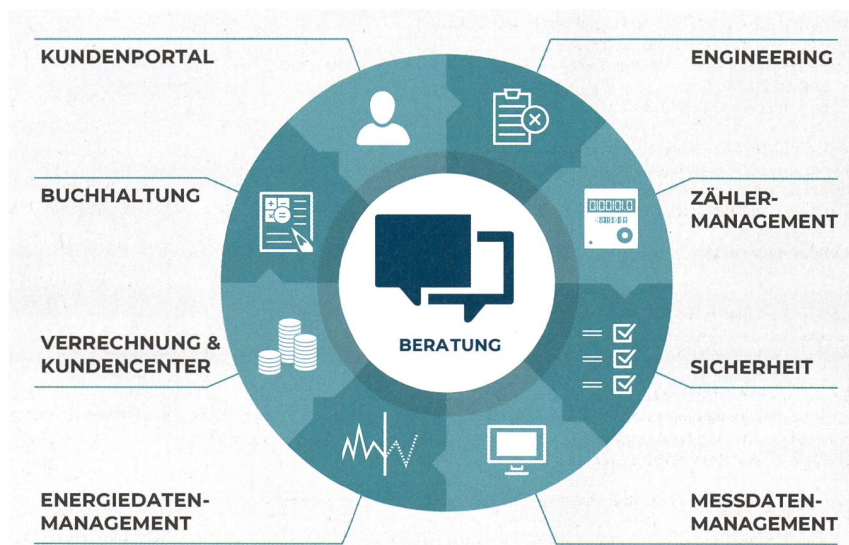 KUNDENPORTAL
ENGINEERING
BUCHHALTUNG
ZÄHLER-
MANAGEMENT
VERRECHNUNG &
KUNDENCENTER
BERATUNG
SICHERHEIT
ENERGIEDATEN-
MANAGEMENT
MESSDATEN-
MANAGEMENT